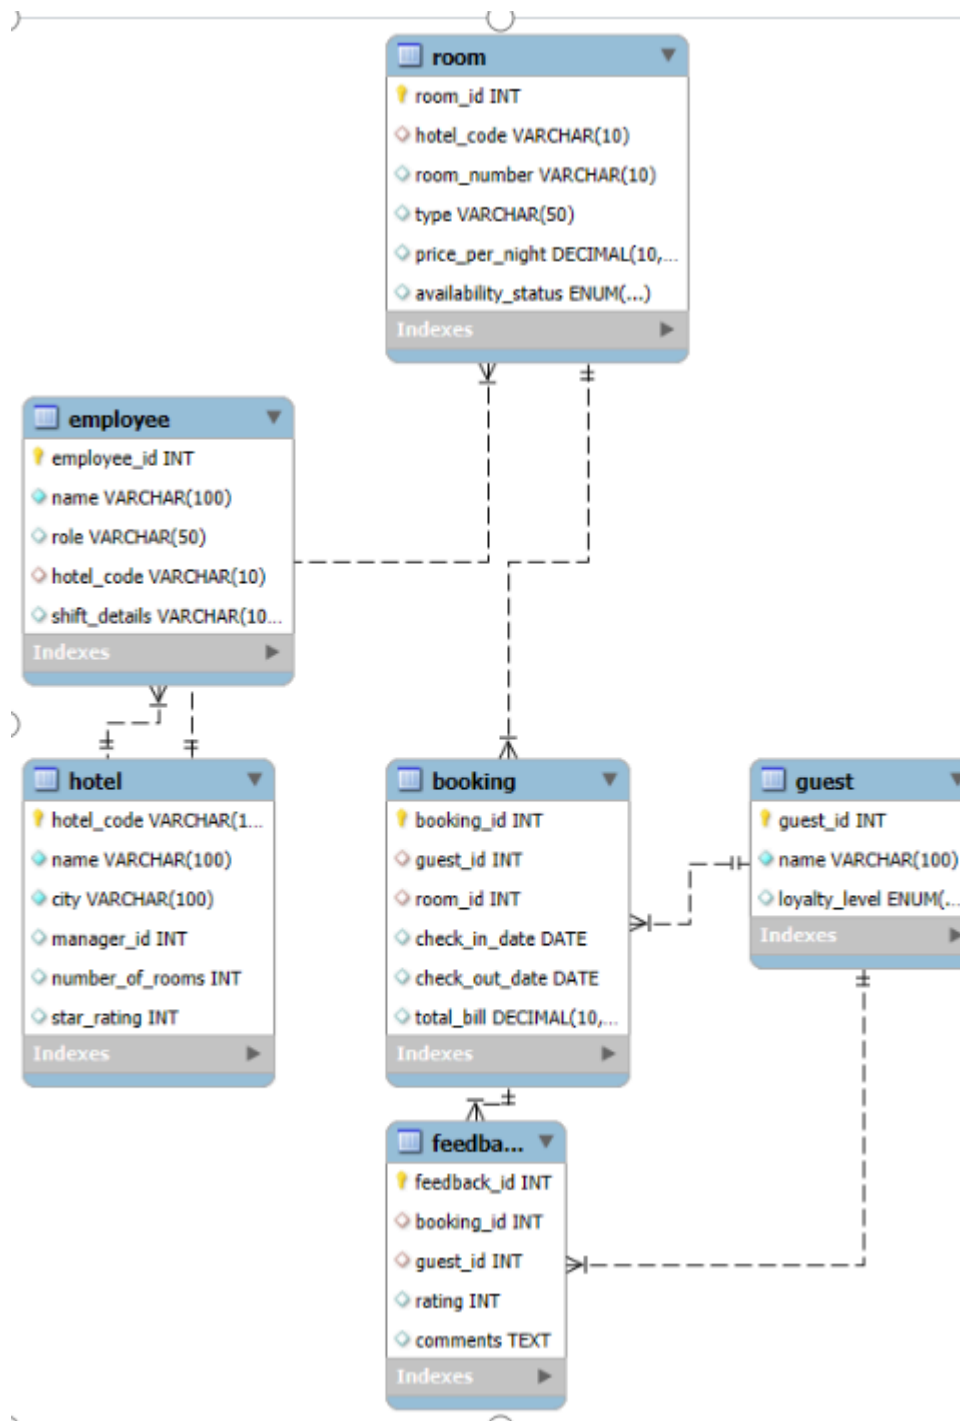 room
room_id INT
hotel_code VARCHAR(10)
room_number VARCHAR(10)
type VARCHAR(50)
price_per_night DECIMAL(10,...
availability_status ENUM(...)
Indexes
employee
employee_id INT
name VARCHAR(100)
role VARCHAR(50)
hotel_code VARCHAR(10)
shift_details VARCHAR(10...
Indexes
hotel
hotel_code VARCHAR(1...
name VARCHAR(100)
city VARCHAR(100)
manager_id INT
number_of_rooms INT
star_rating INT
Indexes
booking
booking_id INT
guest_id INT
room_id INT
check_in_date DATE
check_out_date DATE
total_bill DECIMAL(10,...
Indexes
guest
guest_id INT
name VARCHAR(100)
loyalty_level ENUM(...
Indexes
feedba...
feedback_id INT
booking_id INT
guest_id INT
rating INT
comments TEXT
Indexes